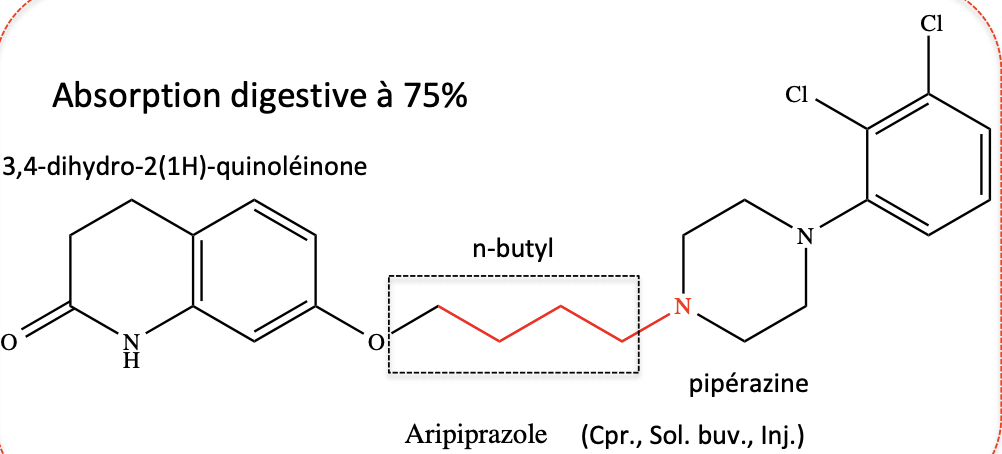 Cl
Cl
Absorption digestive à 75%
3,4-dihydro-2(1H)-quinoléinone
N
n-butyl
N
O
N
H
O
pipérazine
Aripiprazole (Cpr., Sol. buv., Inj.)